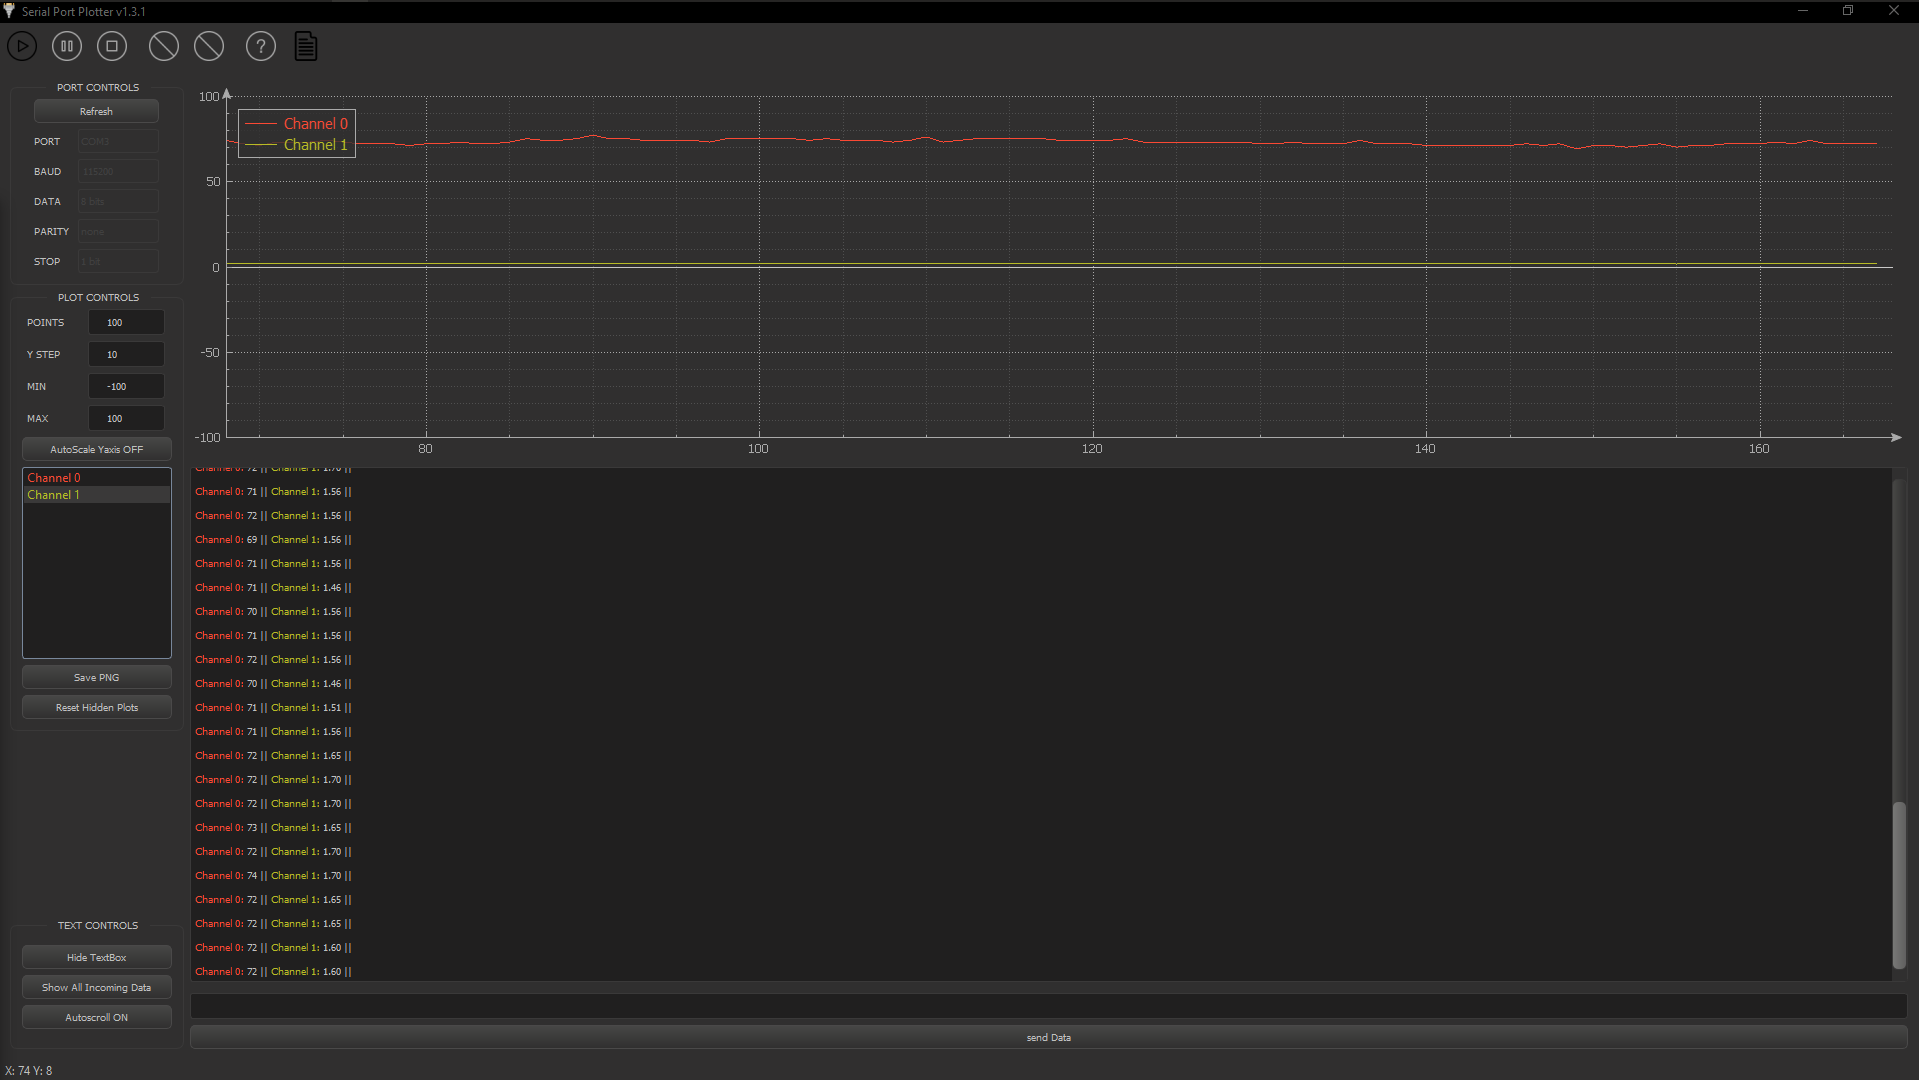 Serial Port Plotter v1.3.1
PORT CONTROLS
Refresh
PORT COM3
BAUD 115200
DATA 8 bits
PARITY none
STOP 1 bit
PLOT CONTROLS
POINTS 100
Y STEP 10
MIN -100
MAX 100
AutoScale Yaxis OFF
Channel 0
Channel 1
Save PNG
Reset Hidden Plots
TEXT CONTROLS
Hide TextBox
Show All Incoming Data
Autoscroll ON
100
50
0
-50
-100
Channel 0
Channel 1
80 100 120 140 160
Channel 0: 72 || Channel 1: 1.70 ||
Channel 0: 71 || Channel 1: 1.56 ||
Channel 0: 72 || Channel 1: 1.56 ||
Channel 0: 69 || Channel 1: 1.56 ||
Channel 0: 71 || Channel 1: 1.56 ||
Channel 0: 71 || Channel 1: 1.46 ||
Channel 0: 70 || Channel 1: 1.56 ||
Channel 0: 71 || Channel 1: 1.56 ||
Channel 0: 72 || Channel 1: 1.56 ||
Channel 0: 70 || Channel 1: 1.46 ||
Channel 0: 71 || Channel 1: 1.51 ||
Channel 0: 71 || Channel 1: 1.56 ||
Channel 0: 72 || Channel 1: 1.65 ||
Channel 0: 72 || Channel 1: 1.70 ||
Channel 0: 72 || Channel 1: 1.70 ||
Channel 0: 73 || Channel 1: 1.65 ||
Channel 0: 72 || Channel 1: 1.70 ||
Channel 0: 74 || Channel 1: 1.70 ||
Channel 0: 72 || Channel 1: 1.65 ||
Channel 0: 72 || Channel 1: 1.65 ||
Channel 0: 72 || Channel 1: 1.60 ||
Channel 0: 72 || Channel 1: 1.60 ||
send Data
X: 74 Y: 8